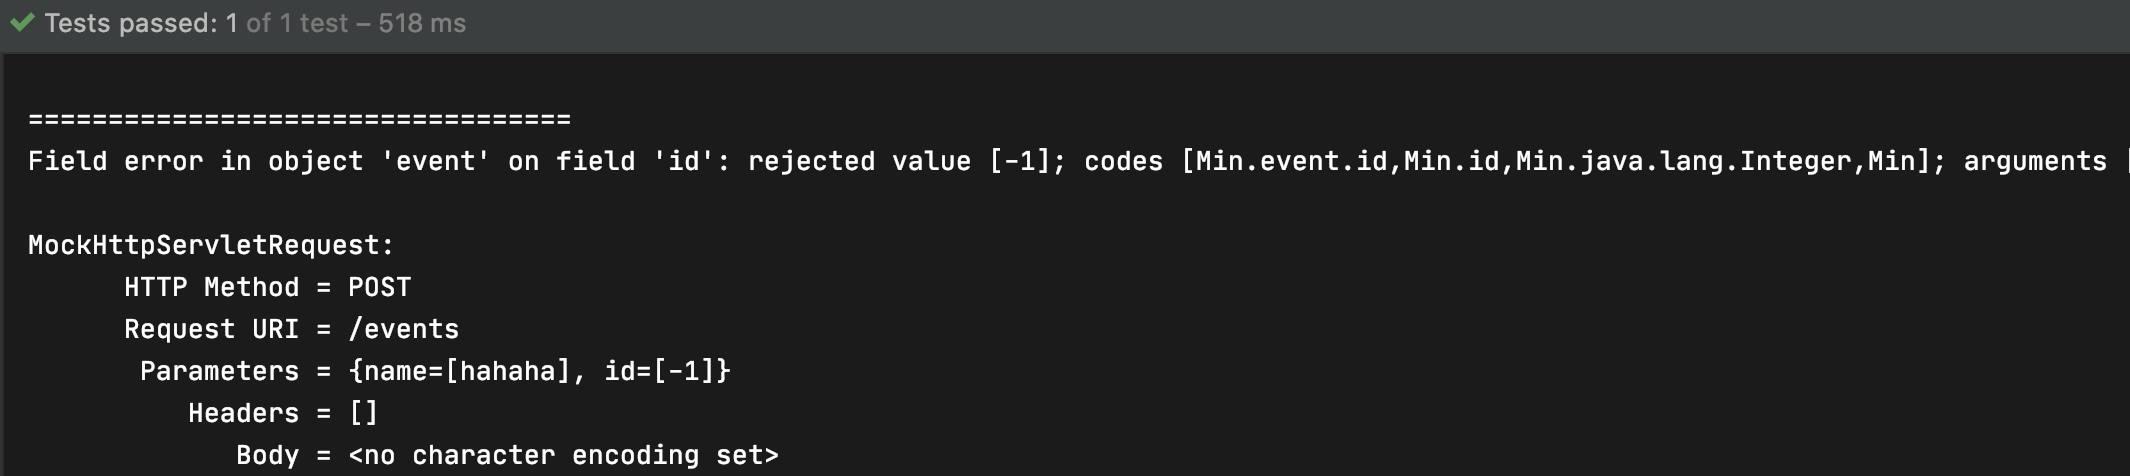 Tests passed: 1 of 1 test – 518 ms
==================================
Field error in object 'event' on field 'id': rejected value [-1]; codes [Min.event.id,Min.id,Min.java.lang.Integer,Min]; arguments [
MockHttpServletRequest:
HTTP Method = POST
Request URI = /events
Parameters = {name=[hahaha], id=[-1]}
Headers = []
Body = <no character encoding set>